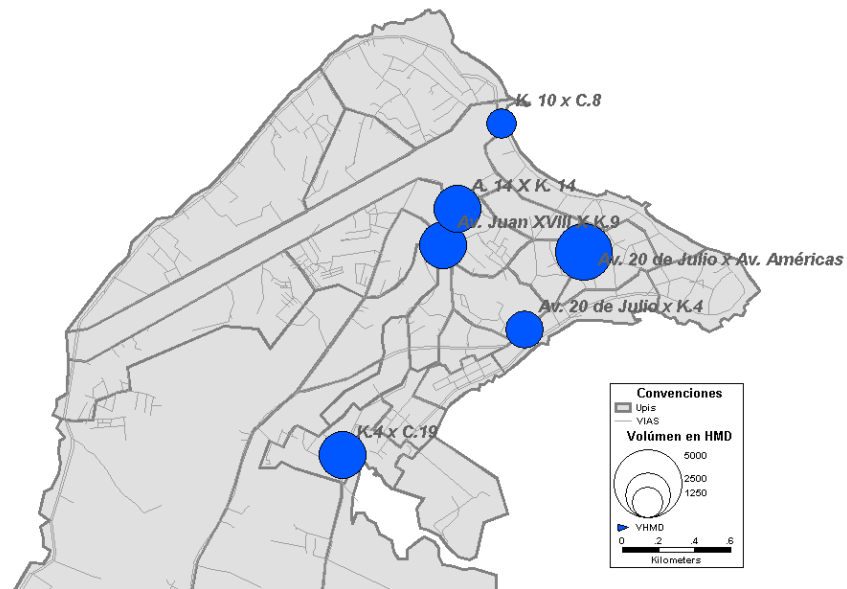 K. 10 x C.8
A. 14 X K. 14
Av. Juan XVIII X K.9
Av. 20 de Julio x Av. Américas
Av. 20 de Julio x K.4
K.4 x C.19
Convenciones
Upis
VIAS
Volúmen en HMD
5000
2500
1250
VHMD
0 .2 .4 .6
Kilometers